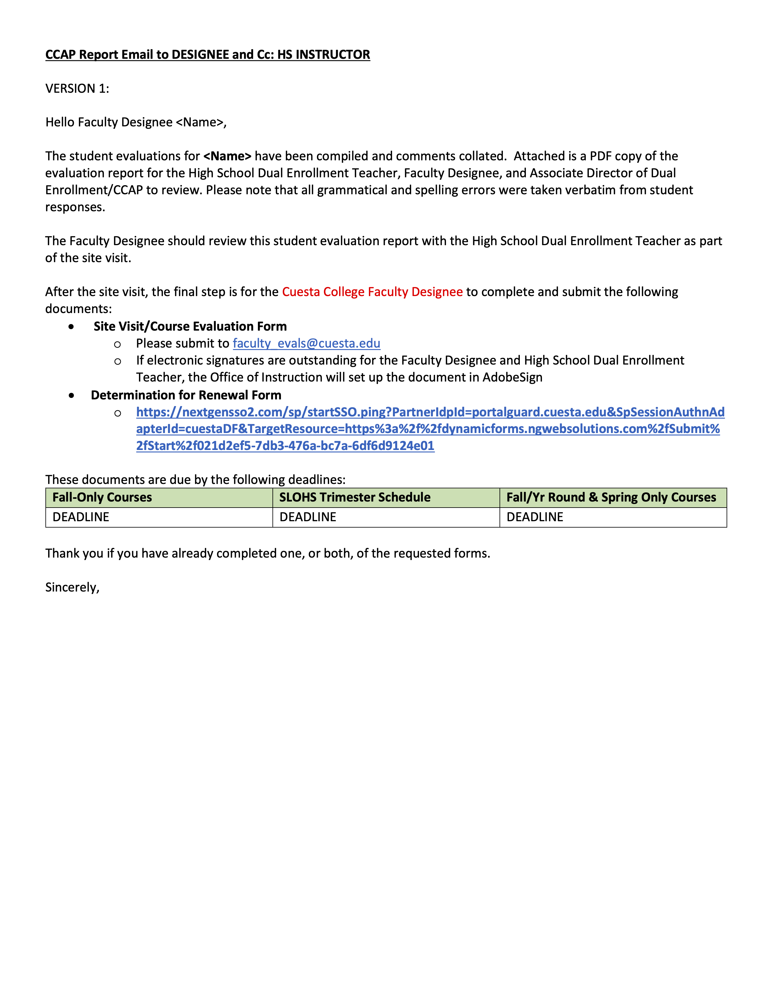 CCAP Report Email to DESIGNEE and Cc: HS INSTRUCTOR
VERSION 1:
Hello Faculty Designee <Name>,
The student evaluations for <Name> have been compiled and comments collated.  Attached is a PDF copy of the
evaluation report for the High School Dual Enrollment Teacher, Faculty Designee, and Associate Director of Dual
Enrollment/CCAP to review. Please note that all grammatical and spelling errors were taken verbatim from student
responses.
The Faculty Designee should review this student evaluation report with the High School Dual Enrollment Teacher as part
of the site visit.
After the site visit, the final step is for the Cuesta College Faculty Designee to complete and submit the following
documents:
• Site Visit/Course Evaluation Form
o Please submit to faculty_evals@cuesta.edu
o If electronic signatures are outstanding for the Faculty Designee and High School Dual Enrollment
Teacher, the Office of Instruction will set up the document in AdobeSign
• Determination for Renewal Form
o https://nextgensso2.com/sp/startSSO.ping?PartnerIdpId=portalguard.cuesta.edu&SpSessionAuthnAd
apterId=cuestaDF&TargetResource=https%3a%2f%2fdynamicforms.ngwebsolutions.com%2fSubmit%
2fStart%2f021d2ef5-7db3-476a-bc7a-6df6d9124e01
These documents are due by the following deadlines:
Fall-Only Courses SLOHS Trimester Schedule Fall/Yr Round & Spring Only Courses
DEADLINE DEADLINE DEADLINE
Thank you if you have already completed one, or both, of the requested forms.
Sincerely,